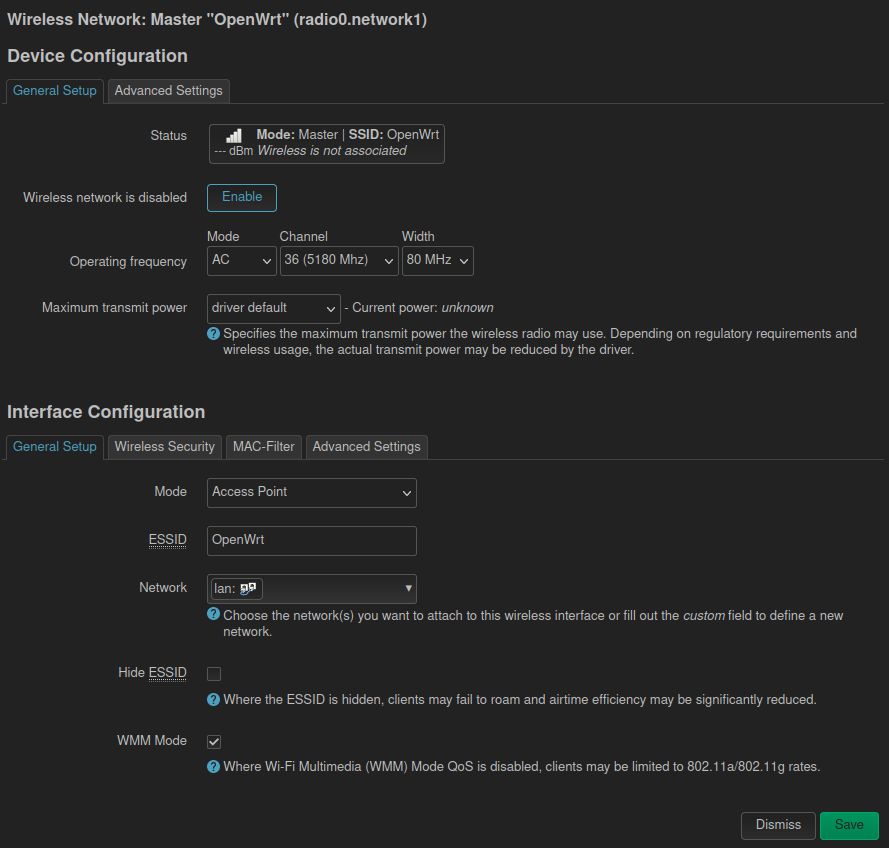 Wireless Network: Master "OpenWrt" (radio0.network1)
Device Configuration
General Setup Advanced Settings
Status
Mode: Master | SSID: OpenWrt
--- dBm Wireless is not associated
Wireless network is disabled Enable
Mode Channel Width
Operating frequency AC 36 (5180 Mhz) 80 MHz
Maximum transmit power driver default - Current power: unknown
Specifies the maximum transmit power the wireless radio may use. Depending on regulatory requirements and
wireless usage, the actual transmit power may be reduced by the driver.
Interface Configuration
General Setup Wireless Security MAC-Filter Advanced Settings
Mode Access Point
ESSID OpenWrt
Network lan:
Choose the network(s) you want to attach to this wireless interface or fill out the custom field to define a new
network.
Hide ESSID
Where the ESSID is hidden, clients may fail to roam and airtime efficiency may be significantly reduced.
WMM Mode
Where Wi-Fi Multimedia (WMM) Mode QoS is disabled, clients may be limited to 802.11a/802.11g rates.
Dismiss Save